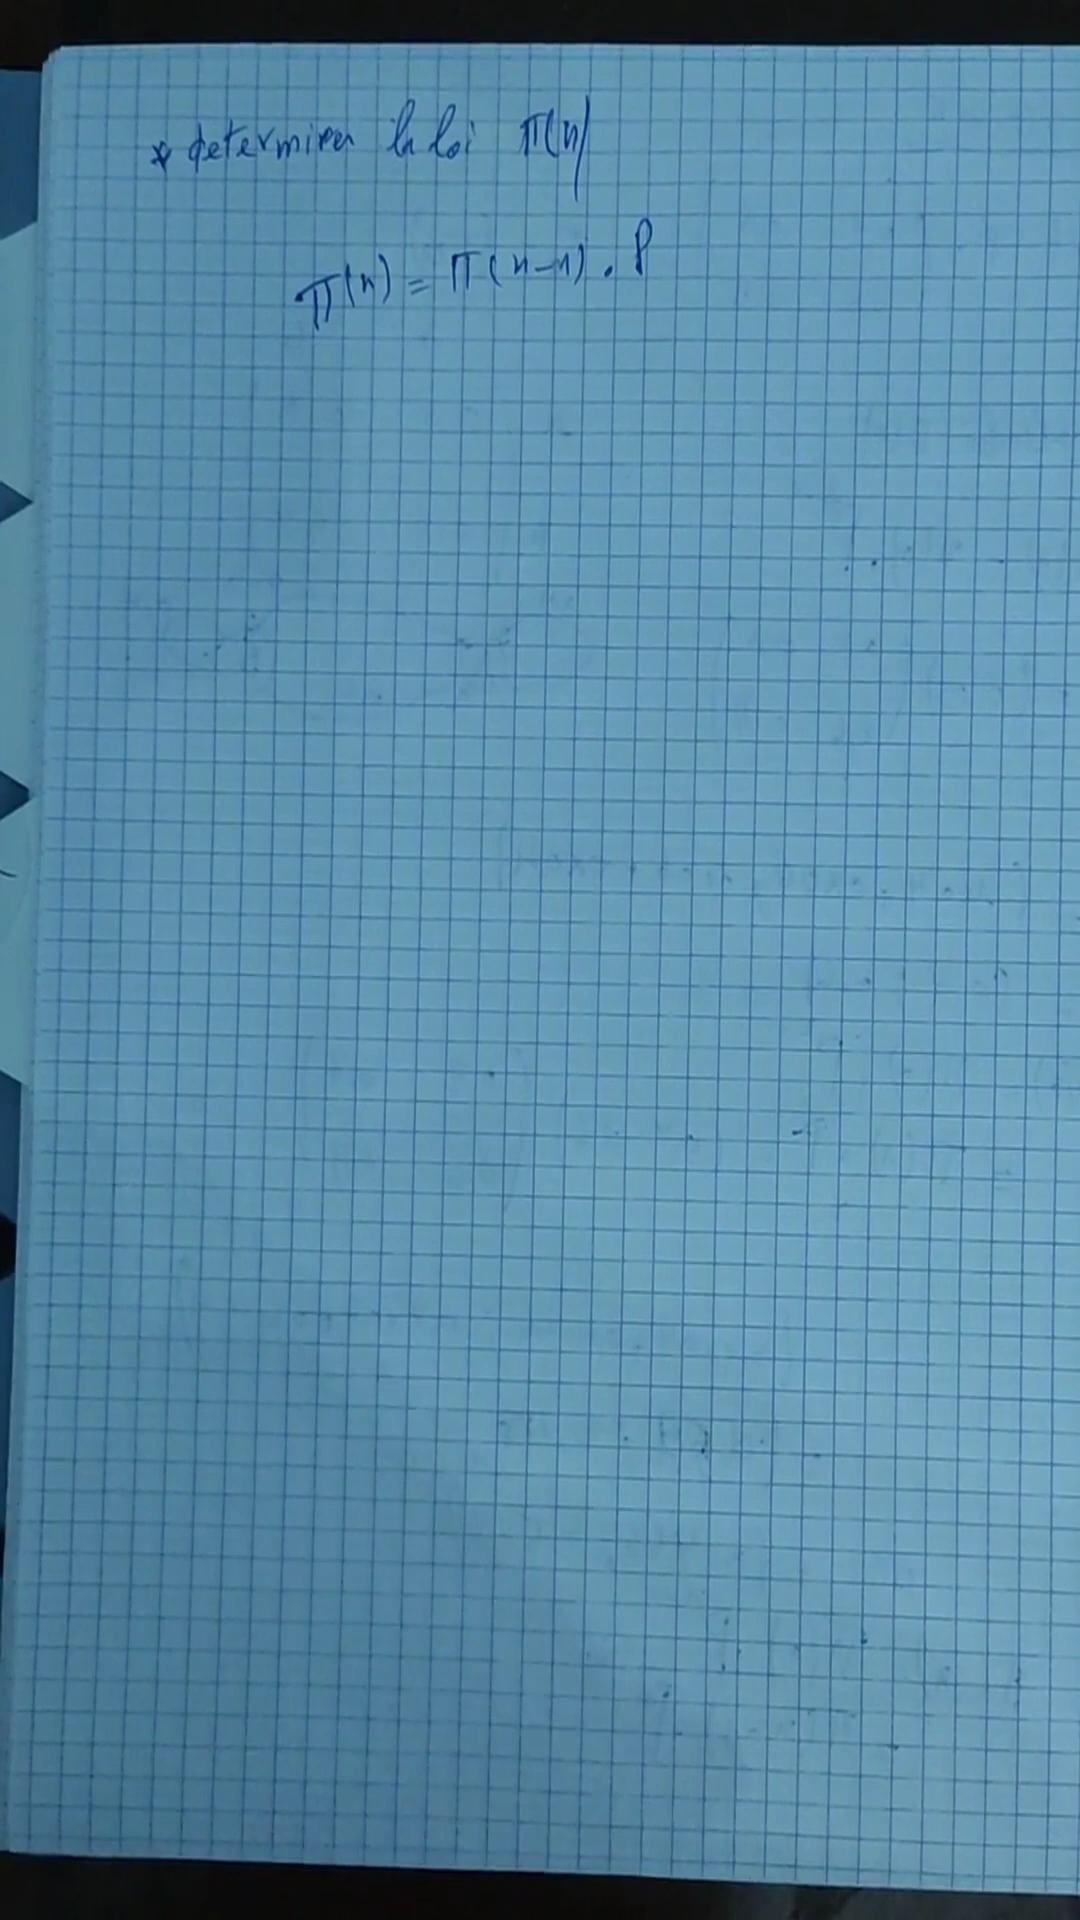 * determiner la loi π(n)
π(n) = π(n-1) . P